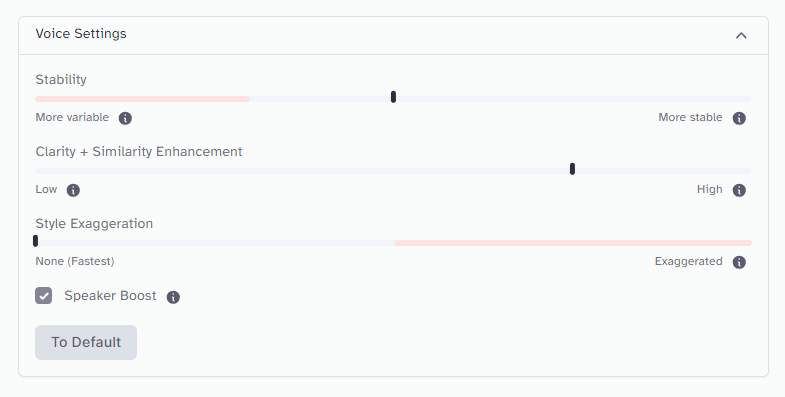 Voice Settings
Stability
More variable More stable
Clarity + Similarity Enhancement
Low High
Style Exaggeration
None (Fastest) Exaggerated
Speaker Boost
To Default